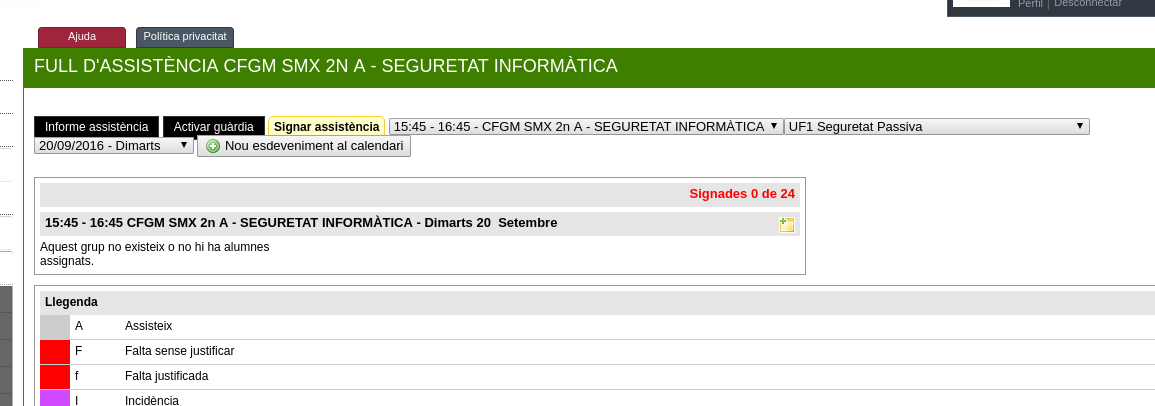 Perfil | Desconnectar
Ajuda Política privacitat
FULL D'ASSISTÈNCIA CFGM SMX 2N A - SEGURETAT INFORMÀTICA
Informe assistència Activar guàrdia Signar assistència 15:45 - 16:45 - CFGM SMX 2n A - SEGURETAT INFORMÀTICA UF1 Seguretat Passiva
20/09/2016 - Dimarts Nou esdeveniment al calendari
Signades 0 de 24
15:45 - 16:45 CFGM SMX 2n A - SEGURETAT INFORMÀTICA - Dimarts 20 Setembre
Aquest grup no existeix o no hi ha alumnes
assignats.
Llegenda
A Assisteix
F Falta sense justificar
f Falta justificada
I Incidència